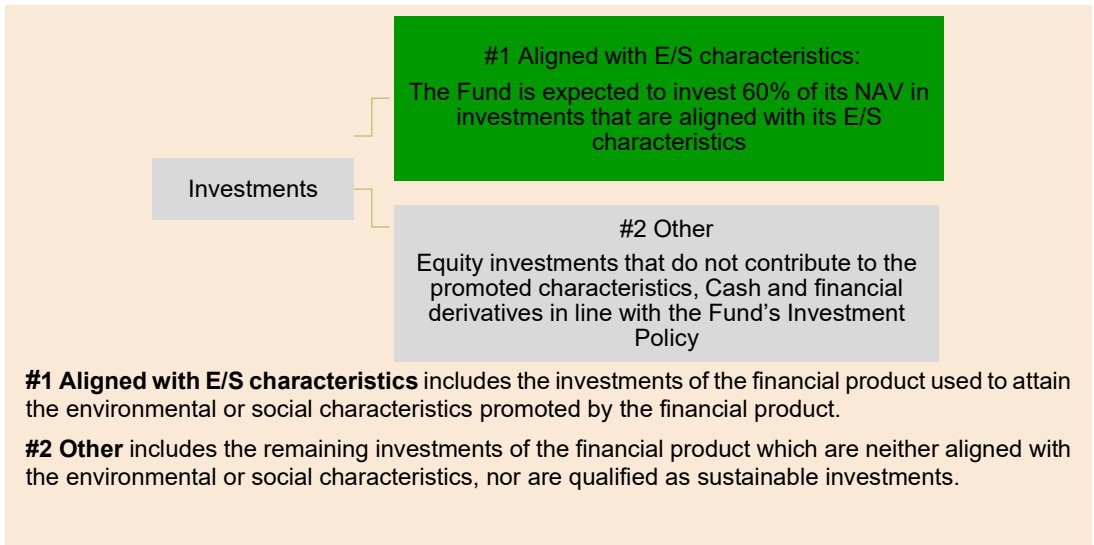 #1 Aligned with E/S characteristics:
The Fund is expected to invest 60% of its NAV in
investments that are aligned with its E/S
characteristics
Investments
#2 Other
Equity investments that do not contribute to the
promoted characteristics, Cash and financial
derivatives in line with the Fund’s Investment
Policy
#1 Aligned with E/S characteristics includes the investments of the financial product used to attain
the environmental or social characteristics promoted by the financial product.
#2 Other includes the remaining investments of the financial product which are neither aligned with
the environmental or social characteristics, nor are qualified as sustainable investments.